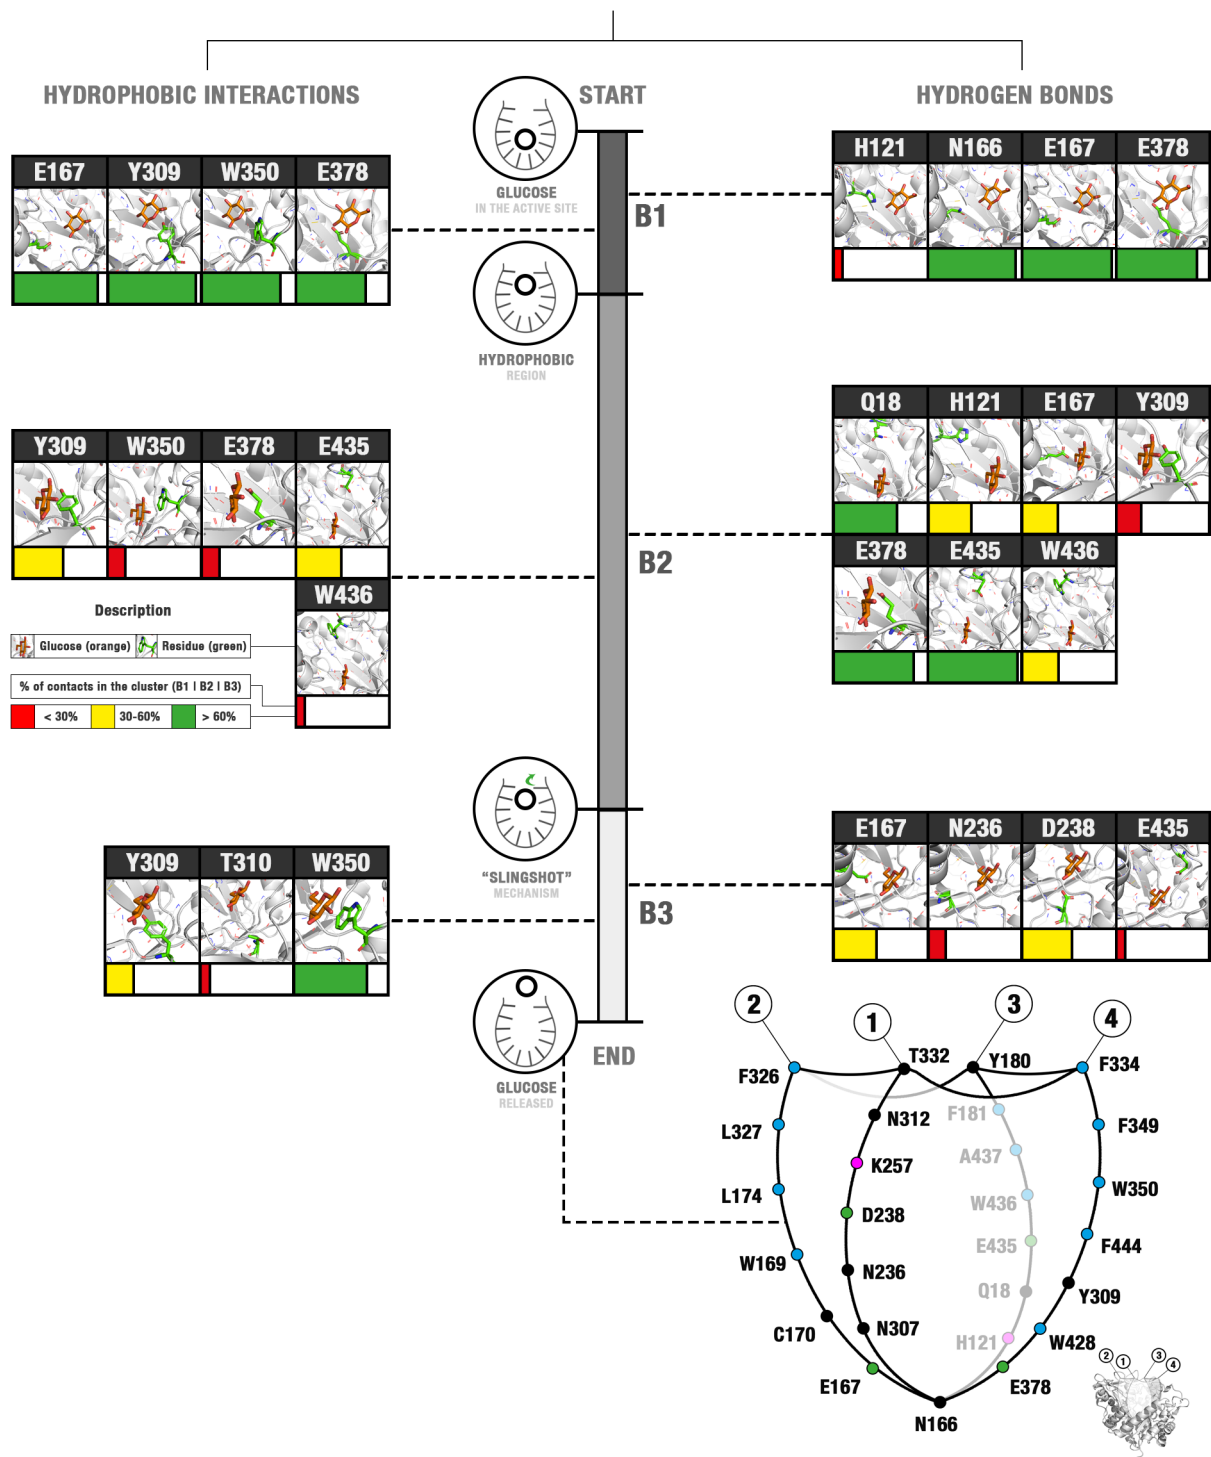 HYDROPHOBIC INTERACTIONS
START
HYDROGEN BONDS
E167 Y309 W350 E378
H121 N166 E167 E378
GLUCOSE
IN THE ACTIVE SITE
B1
HYDROPHOBIC
REGION
Y309 W350 E378 E435
W436
Q18 H121 E167 Y309
E378 E435 W436
B2
Description
Glucose (orange) Residue (green)
% of contacts in the cluster (B1 | B2 | B3)
< 30% 30-60% > 60%
"SLINGSHOT"
MECHANISM
Y309 T310 W350
E167 N236 D238 E435
B3
END
GLUCOSE
RELEASED
2 1 3 4
F326 T332 Y180 F334
L327 N312 F181 F349
L174 K257 A437 W350
W169 D238 W436 F444
C170 N236 E435 Y309
E167 N307 Q18 W428
H121 E378
N166
2 1 3 4